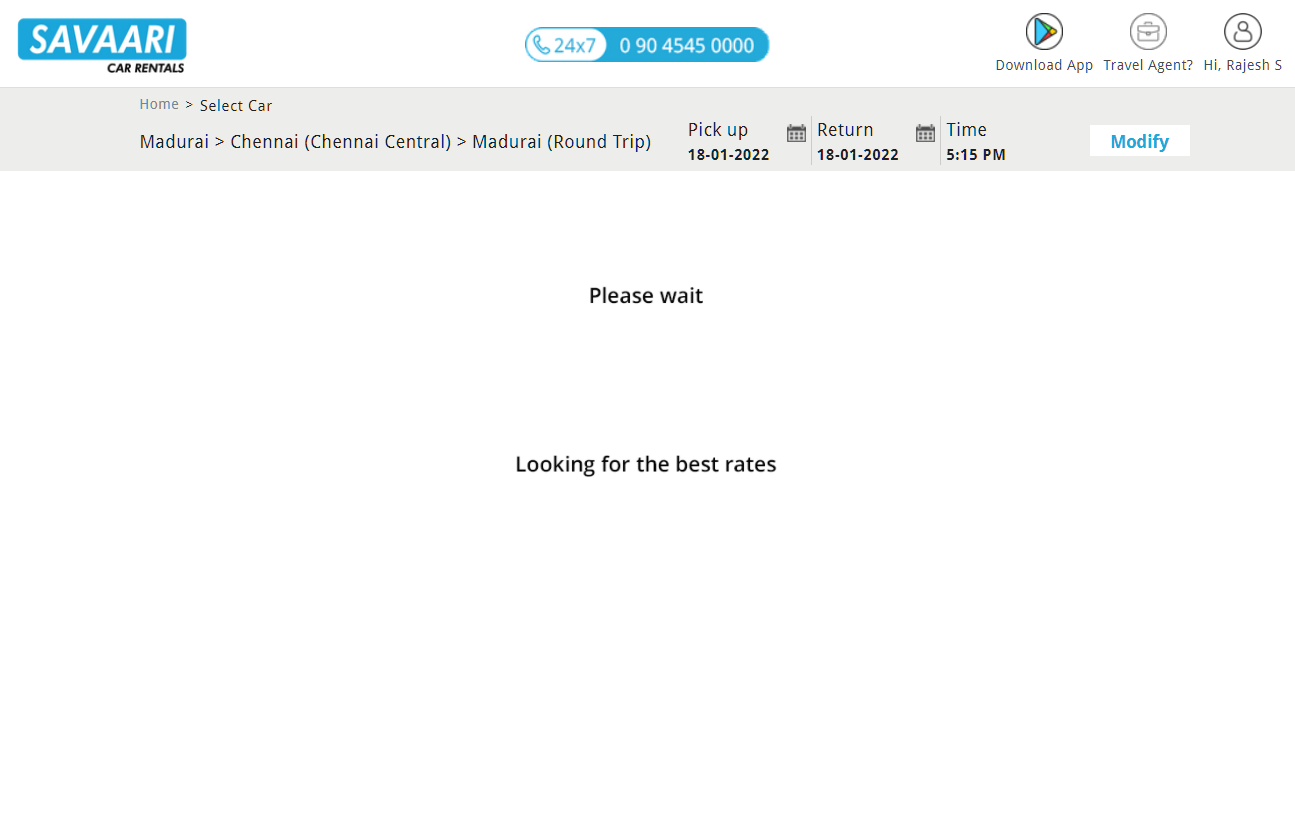 SAVAARI
CAR RENTALS
24x7 0 90 4545 0000
Download App Travel Agent? Hi, Rajesh S
Home > Select Car
Madurai > Chennai (Chennai Central) > Madurai (Round Trip)
Pick up Return Time
18-01-2022 18-01-2022 5:15 PM
Modify
Please wait
Looking for the best rates